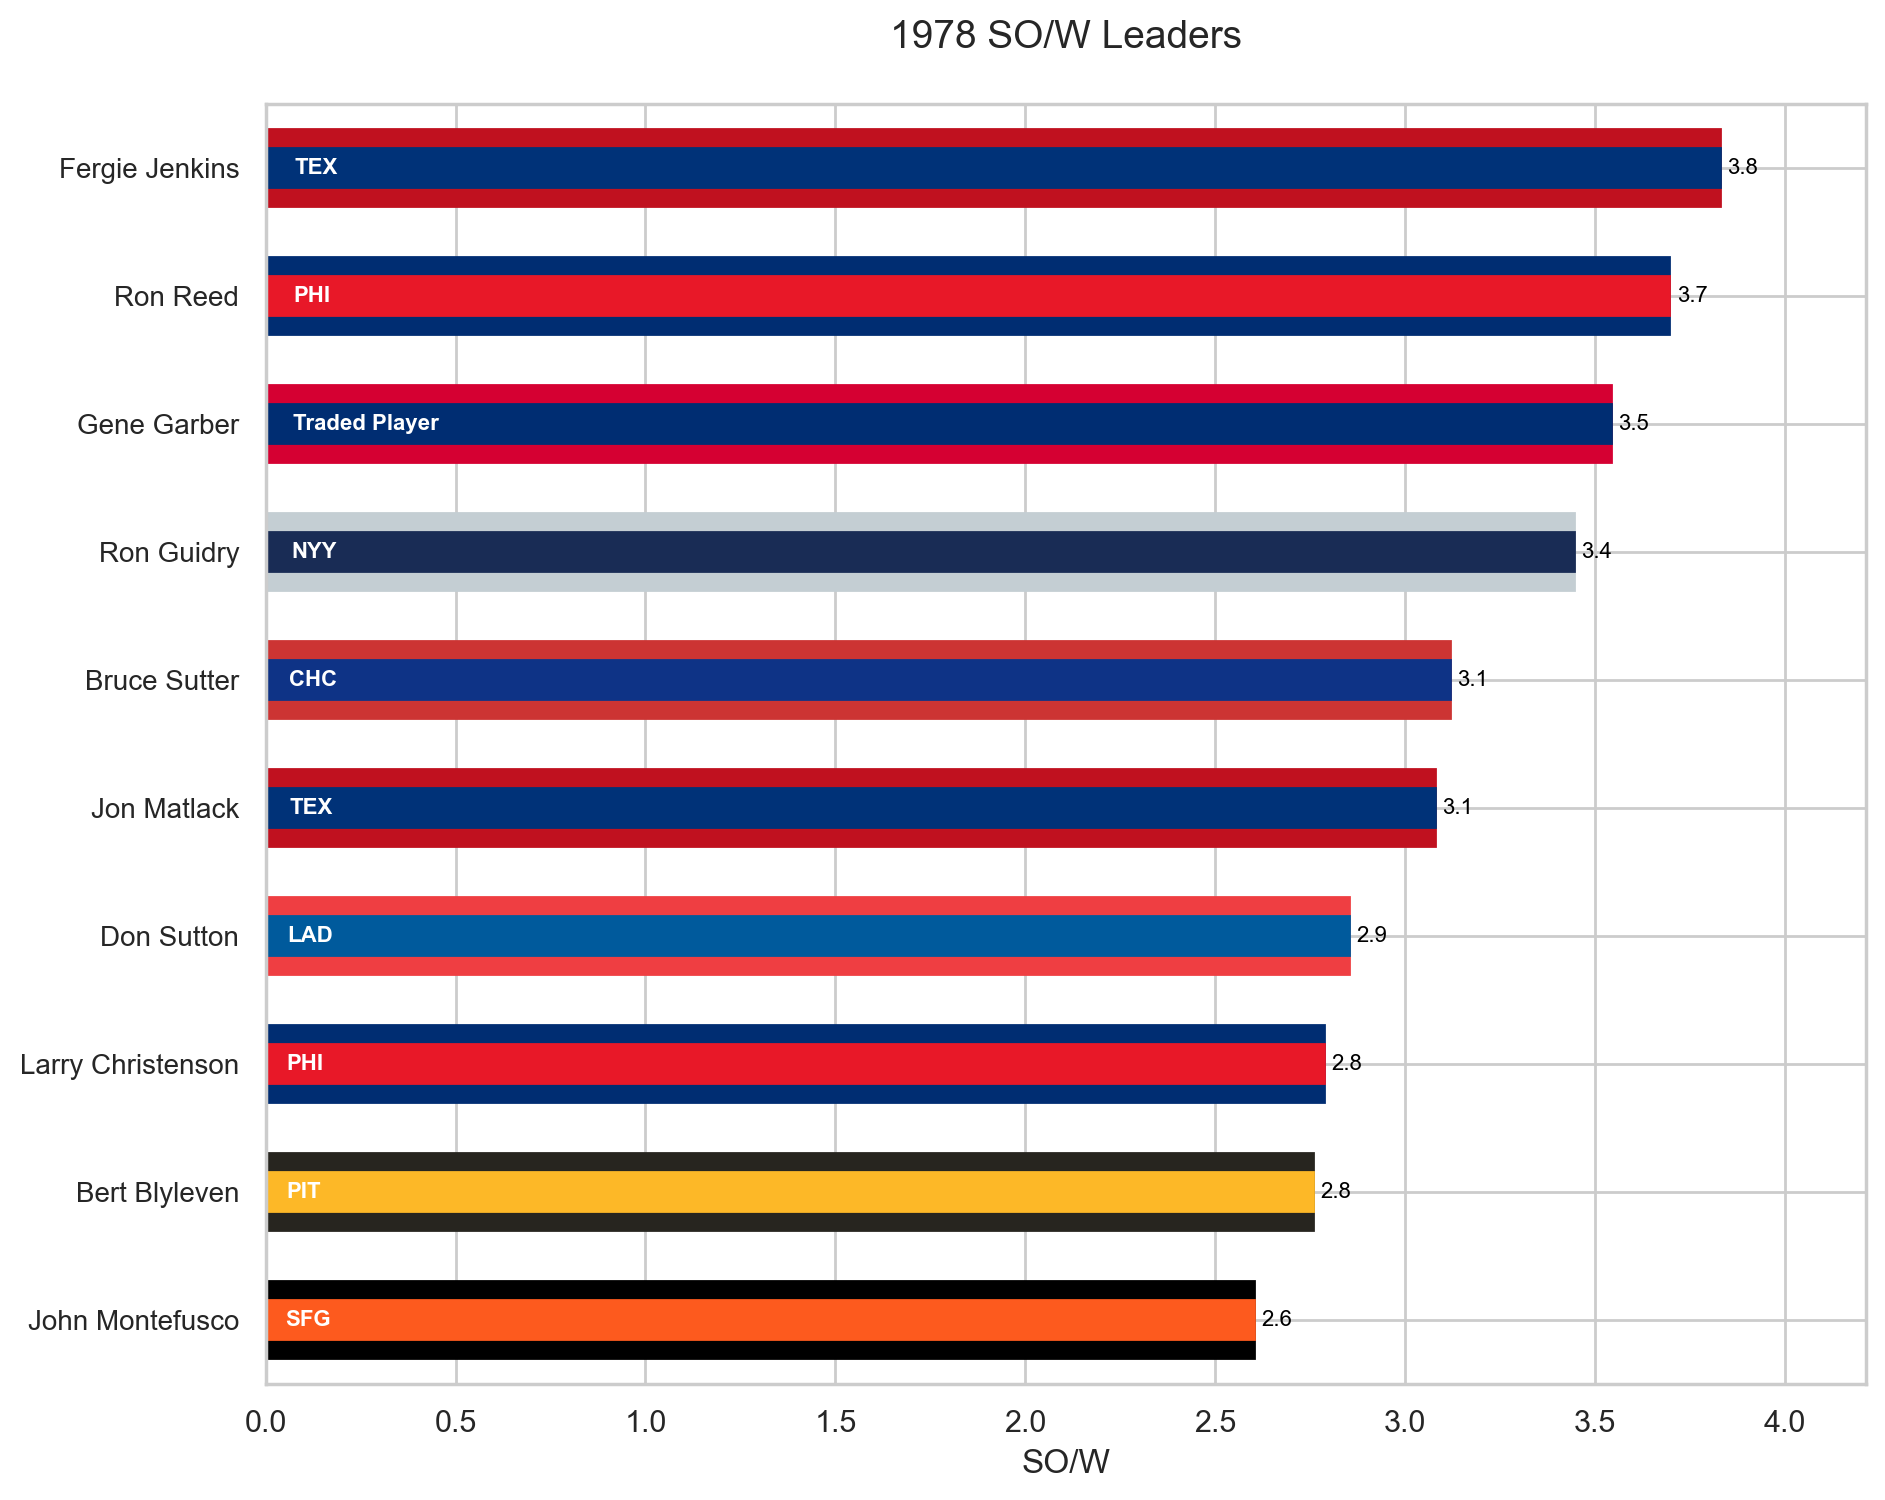 1978 SO/W Leaders
Fergie Jenkins TEX 3.8
Ron Reed PHI 3.7
Gene Garber Traded Player 3.5
Ron Guidry NYY 3.4
Bruce Sutter CHC 3.1
Jon Matlack TEX 3.1
Don Sutton LAD 2.9
Larry Christenson PHI 2.8
Bert Blyleven PIT 2.8
John Montefusco SFG 2.6
0.0 0.5 1.0 1.5 2.0 2.5 3.0 3.5 4.0
SO/W